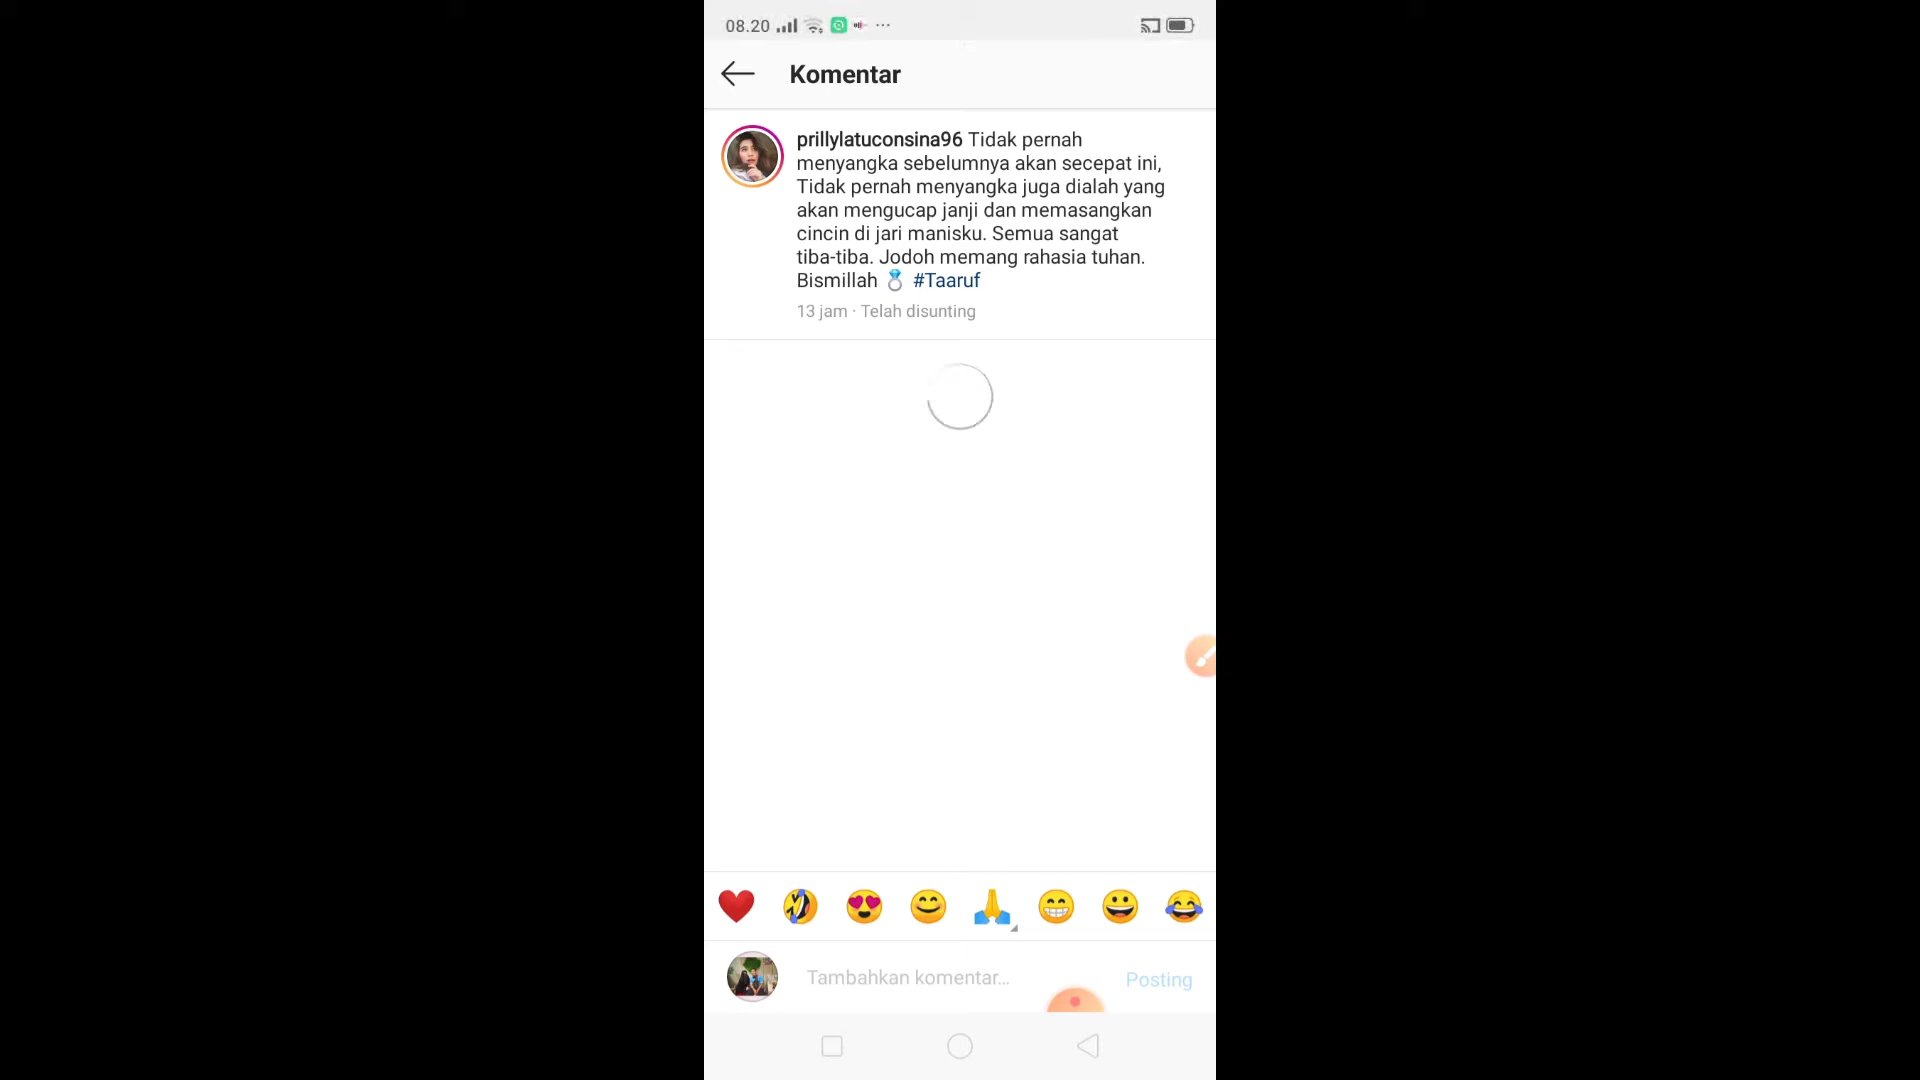 08.20
Komentar
prillylatuconsina96 Tidak pernah
menyangka sebelumnya akan secepat ini,
Tidak pernah menyangka juga dialah yang
akan mengucap janji dan memasangkan
cincin di jari manisku. Semua sangat
tiba-tiba. Jodoh memang rahasia tuhan.
Bismillah 💍 #Taaruf
13 jam · Telah disunting
Tambahkan komentar...
Posting